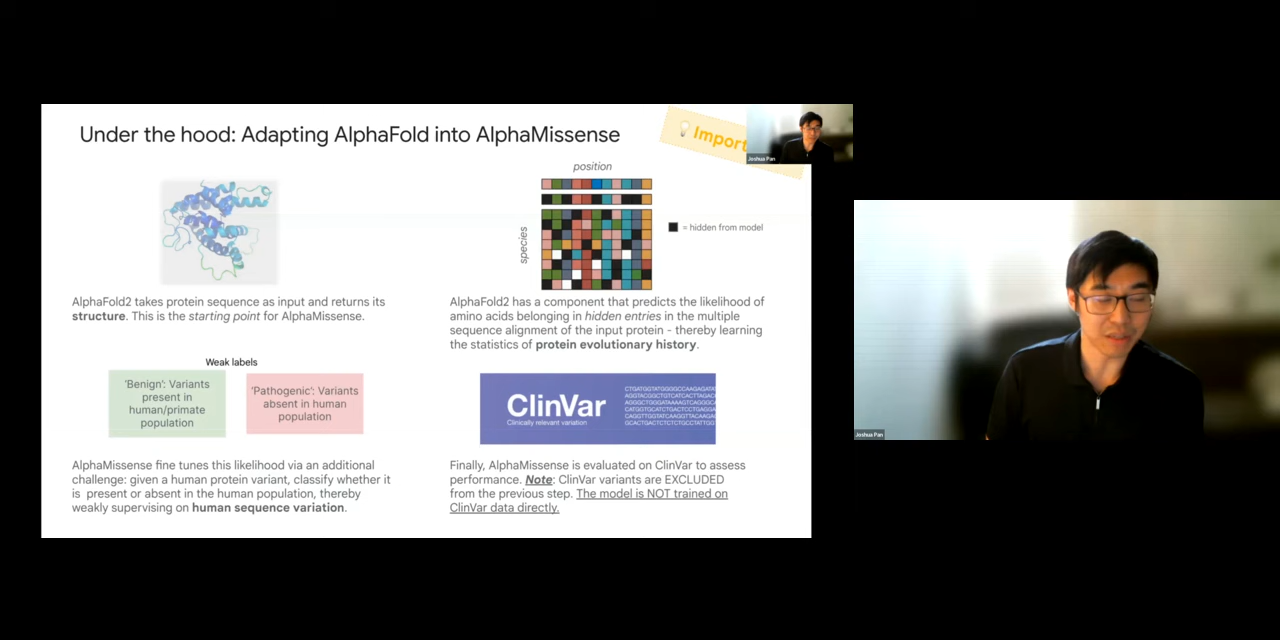 Under the hood: Adapting AlphaFold into AlphaMissense
Import
Joshua Pan
position
species
= hidden from model
AlphaFold2 takes protein sequence as input and returns its
structure. This is the starting point for AlphaMissense.
AlphaFold2 has a component that predicts the likelihood of
amino acids belonging in hidden entries in the multiple
sequence alignment of the input protein - thereby learning
the statistics of protein evolutionary history.
Weak labels
'Benign': Variants
present in
human/primate
population
'Pathogenic': Variants
absent in human
population
ClinVar
Clinically relevant variation
CTGATGGTATGGGGCCAAGAGATA
AGGTACGGCTGTCATCACTTAGAC
AGGGCTGGGATAAAAGTCAGGGC
CATGGTGCATCTGACTCCTGAGGA
CAGGTTGGTATCAAGGTTACAAGA
GCACTGACTCTCTCTGCCTATTGG
AlphaMissense fine tunes this likelihood via an additional
challenge: given a human protein variant, classify whether it
is present or absent in the human population, thereby
weakly supervising on human sequence variation.
Finally, AlphaMissense is evaluated on ClinVar to assess
performance. Note: ClinVar variants are EXCLUDED
from the previous step. The model is NOT trained on
ClinVar data directly.
Joshua Pan